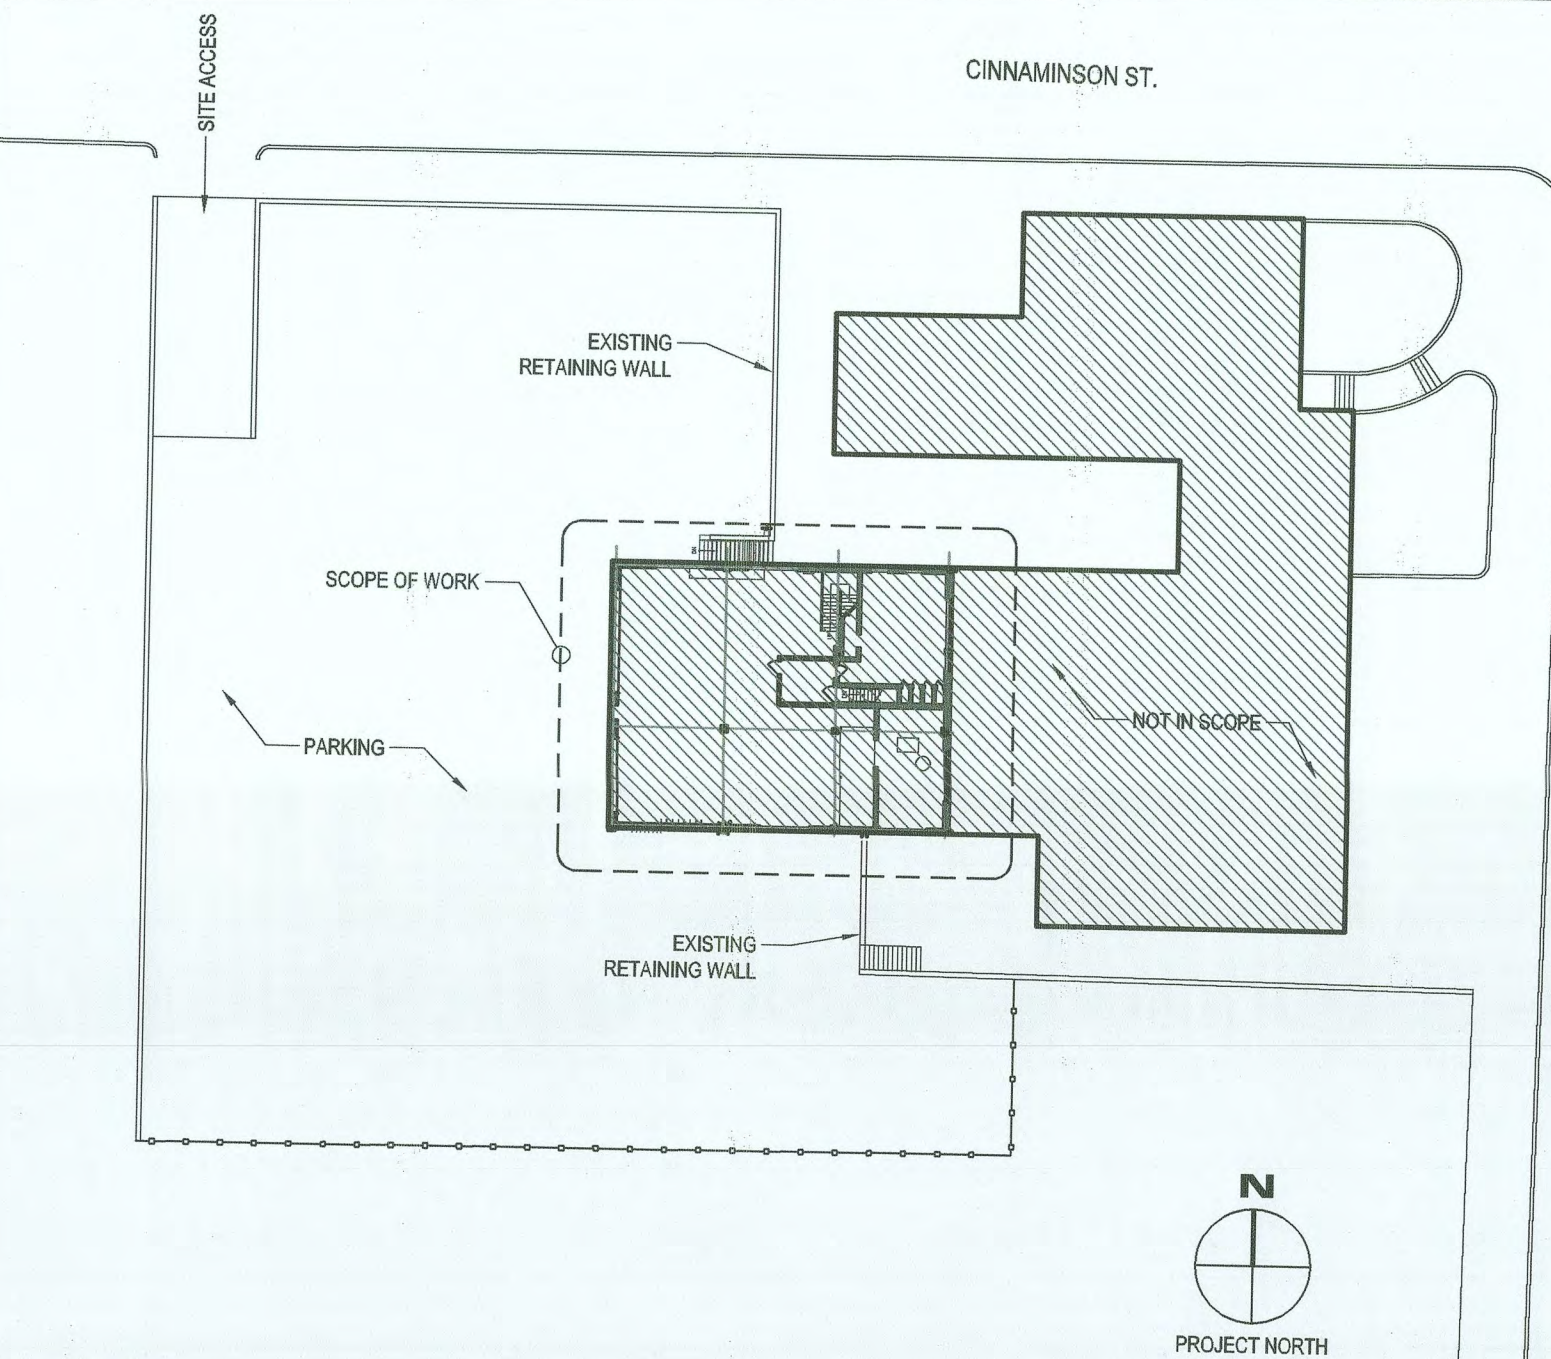 SITE ACCESS
CINNAMINSON ST.
EXISTING
RETAINING WALL
SCOPE OF WORK
NOT IN SCOPE
PARKING
EXISTING
RETAINING WALL
N
PROJECT NORTH